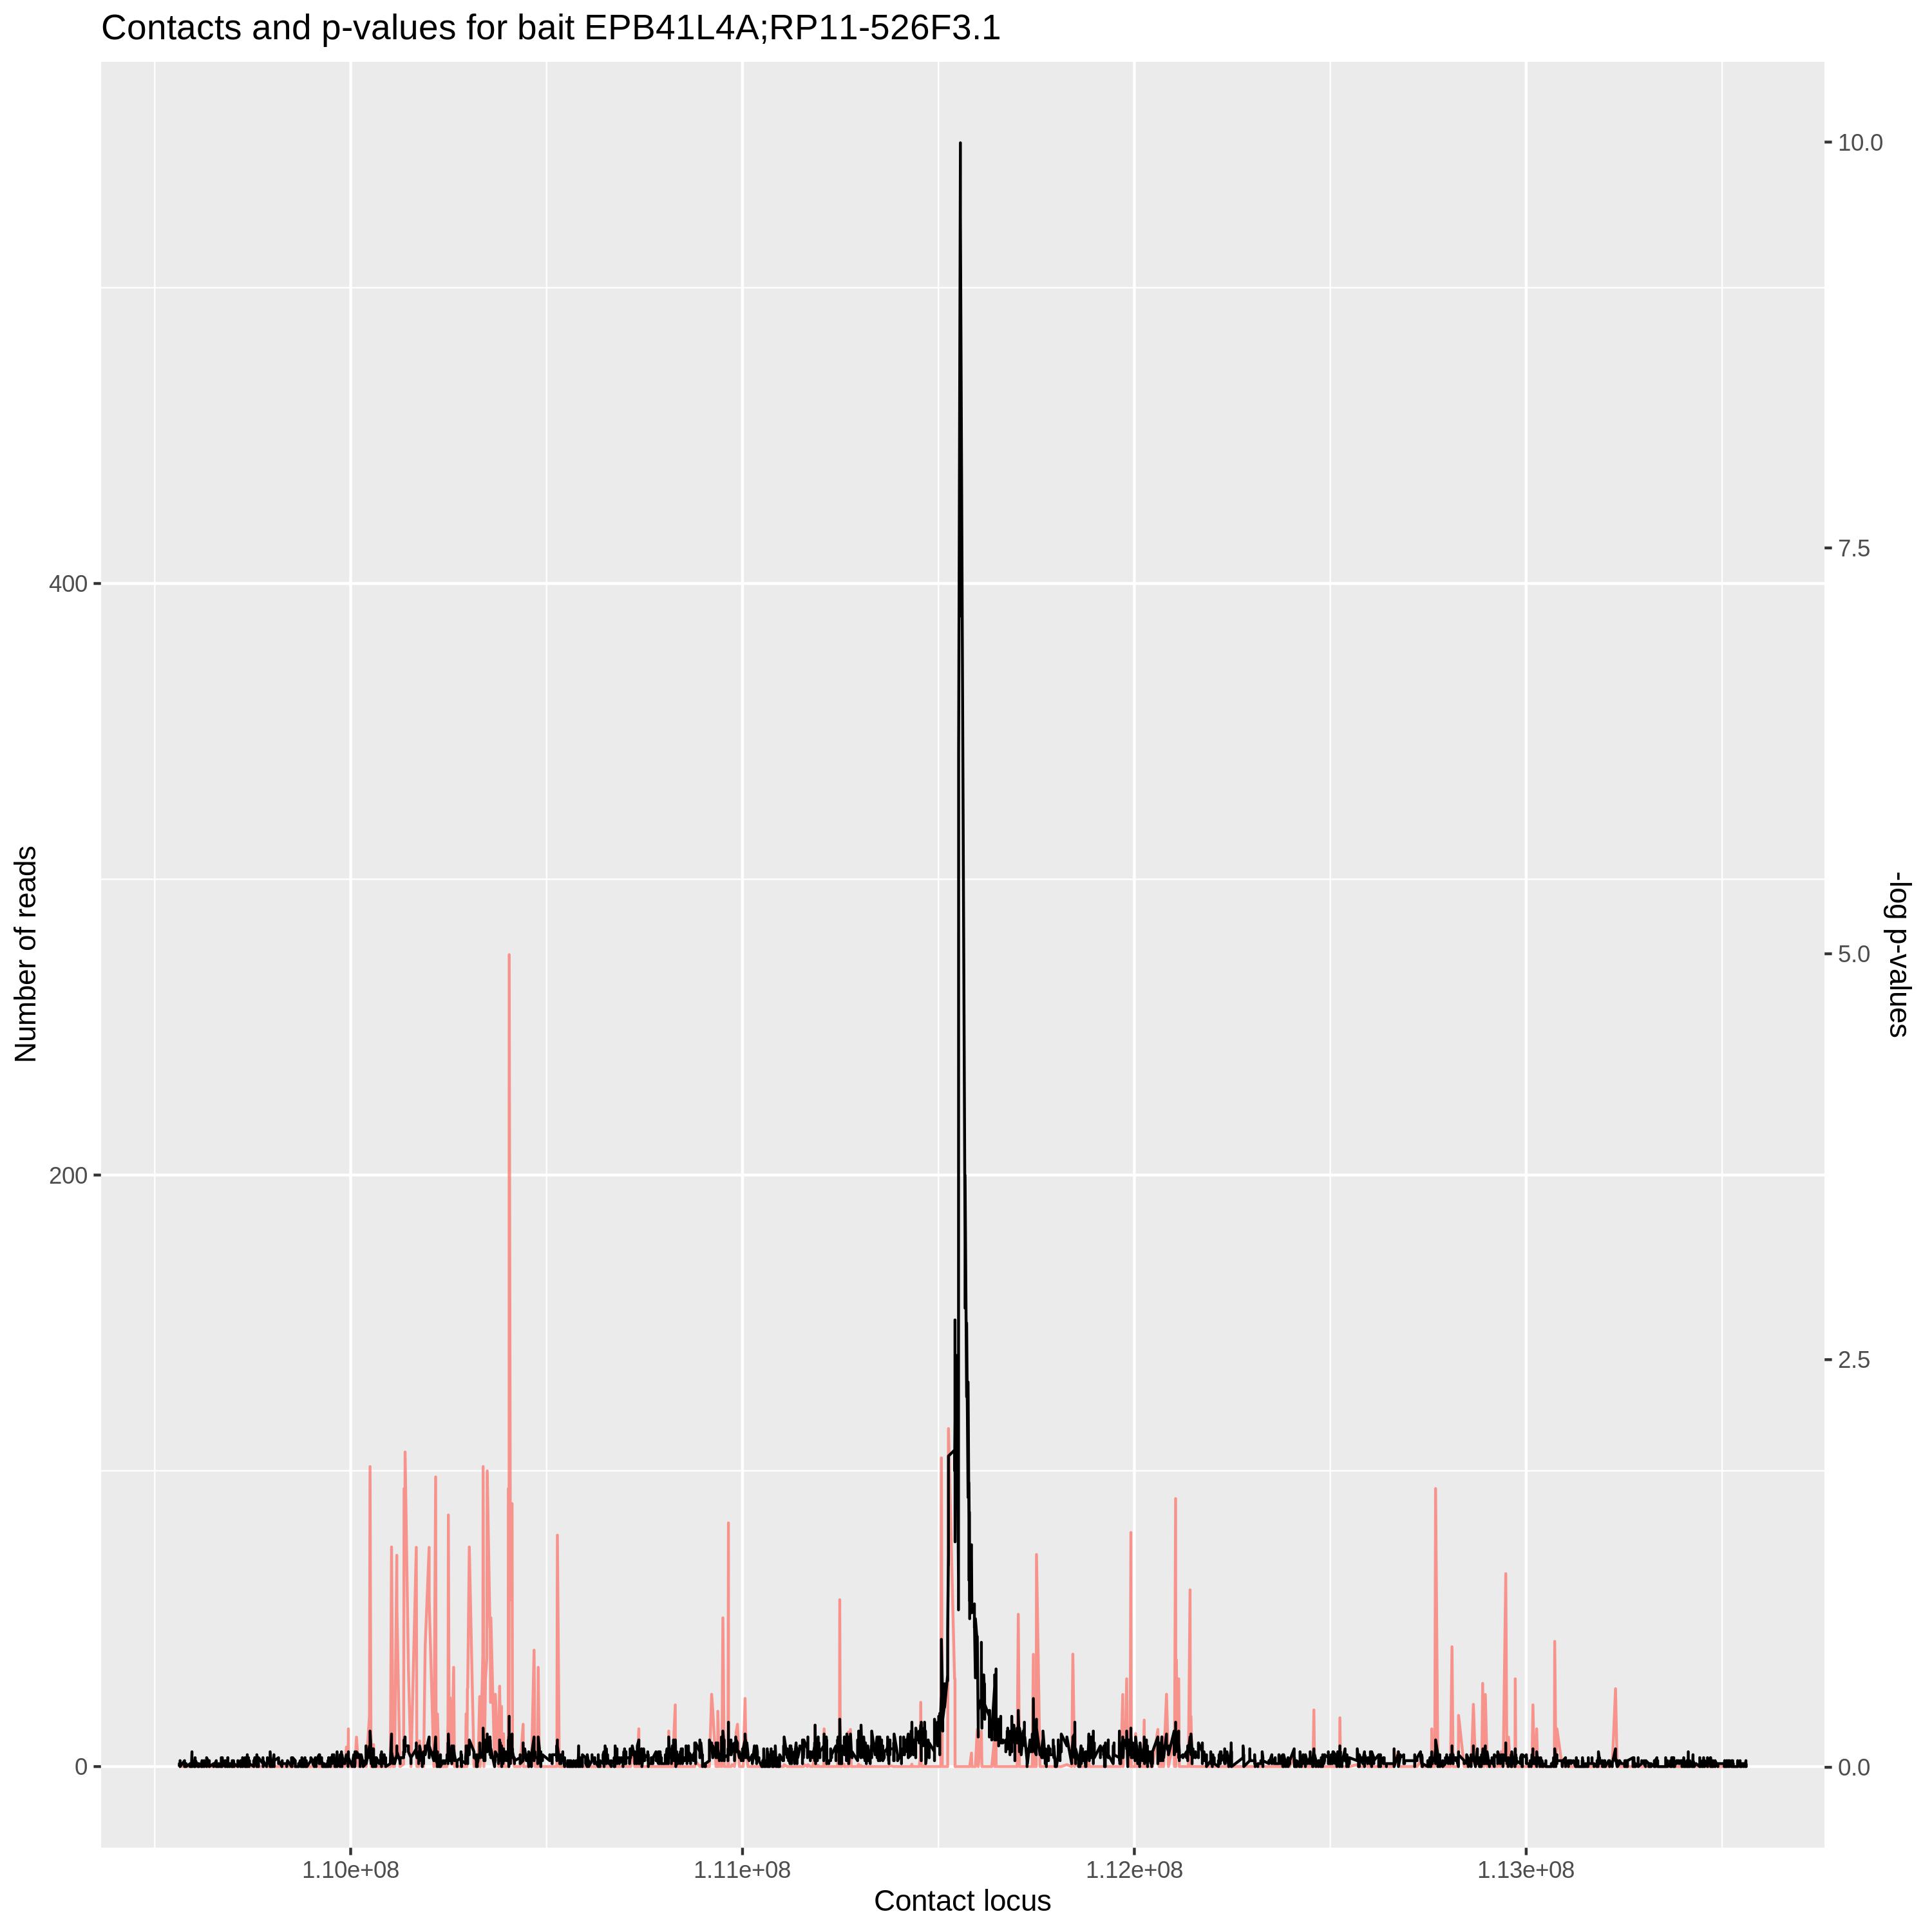 Contacts and p-values for bait EPB41L4A;RP11-526F3.1
Number of reads
400
200
0
10.0
7.5
5.0
2.5
0.0
-log p-values
1.10e+08
1.11e+08
1.12e+08
1.13e+08
Contact locus